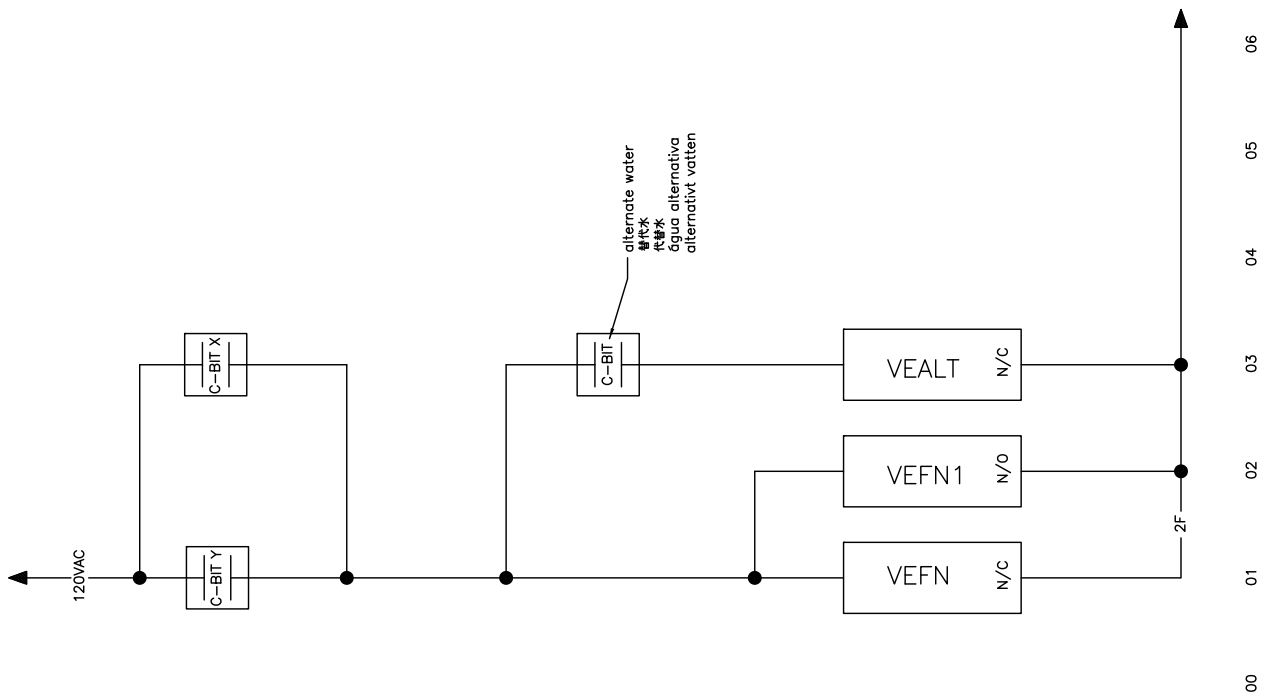 120VAC
C-BIT X
C-BIT Y
alternate water
替代水
代替水
água alternativa
alternativt vatten
C-BIT
VEALT
N/C
VEFN1
N/O
VEFN
N/C
2F
06
05
04
03
02
01
00